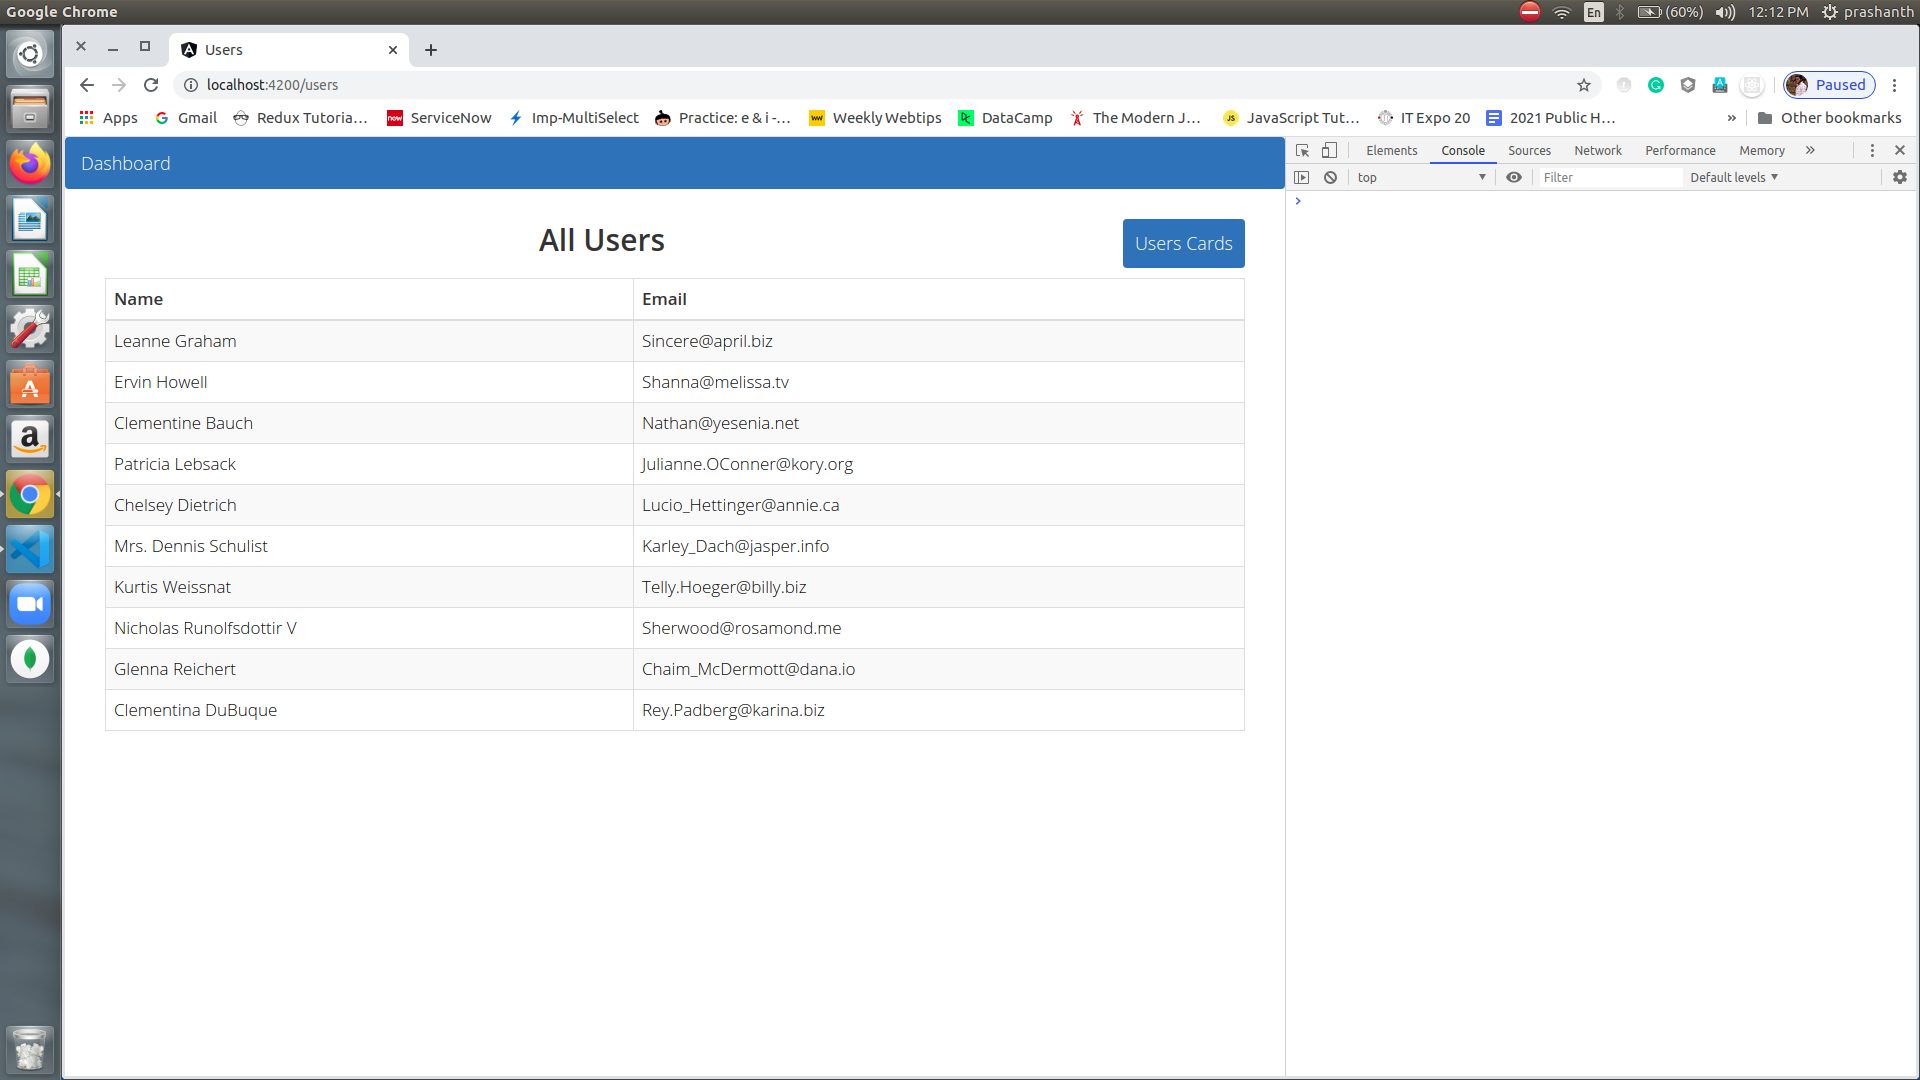 Google Chrome En (60%) 12:12 PM prashanth
Users
localhost:4200/users Paused
Apps Gmail Redux Tutoria... ServiceNow Imp-MultiSelect Practice: e & i -... Weekly Webtips DataCamp The Modern J... JavaScript Tut... IT Expo 20 2021 Public H... » Other bookmarks
Dashboard
Elements Console Sources Network Performance Memory »
top Filter Default levels
All Users
Users Cards
Name Email
Leanne Graham Sincere@april.biz
Ervin Howell Shanna@melissa.tv
Clementine Bauch Nathan@yesenia.net
Patricia Lebsack Julianne.OConner@kory.org
Chelsey Dietrich Lucio_Hettinger@annie.ca
Mrs. Dennis Schulist Karley_Dach@jasper.info
Kurtis Weissnat Telly.Hoeger@billy.biz
Nicholas Runolfsdottir V Sherwood@rosamond.me
Glenna Reichert Chaim_McDermott@dana.io
Clementina DuBuque Rey.Padberg@karina.biz